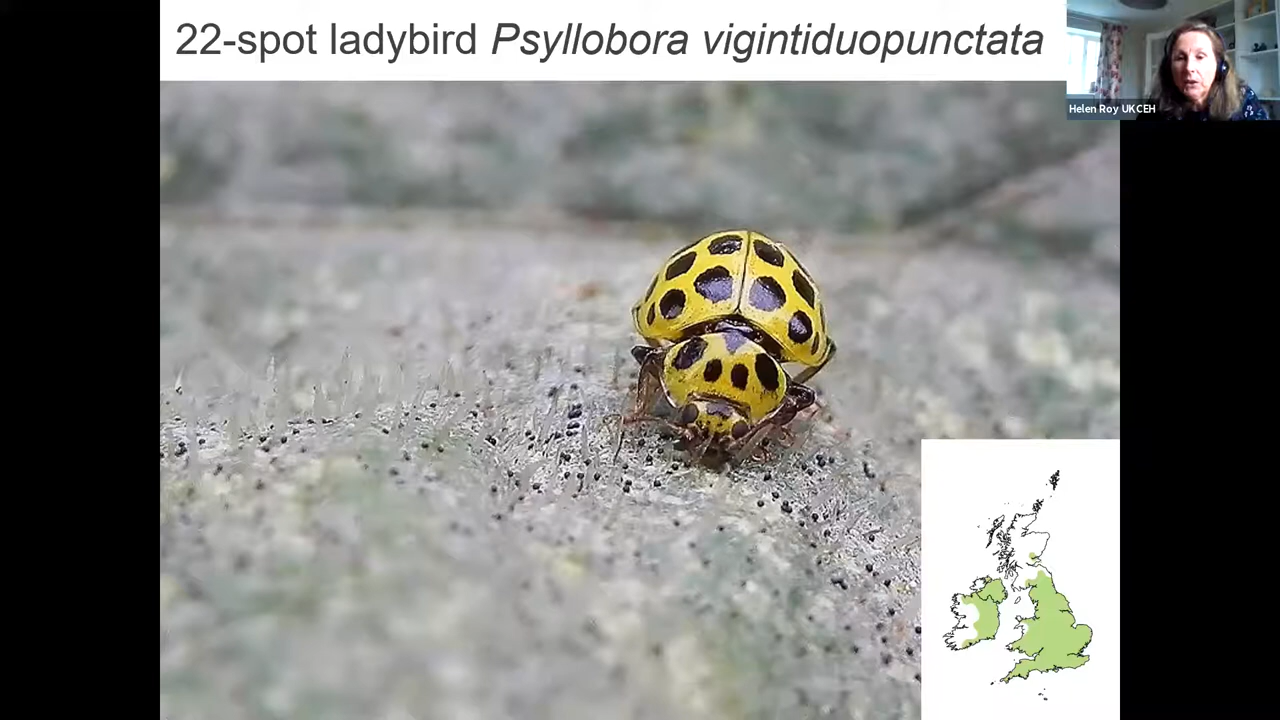 22-spot ladybird Psyllobora vigintiduopunctata
Helen Roy UKCEH